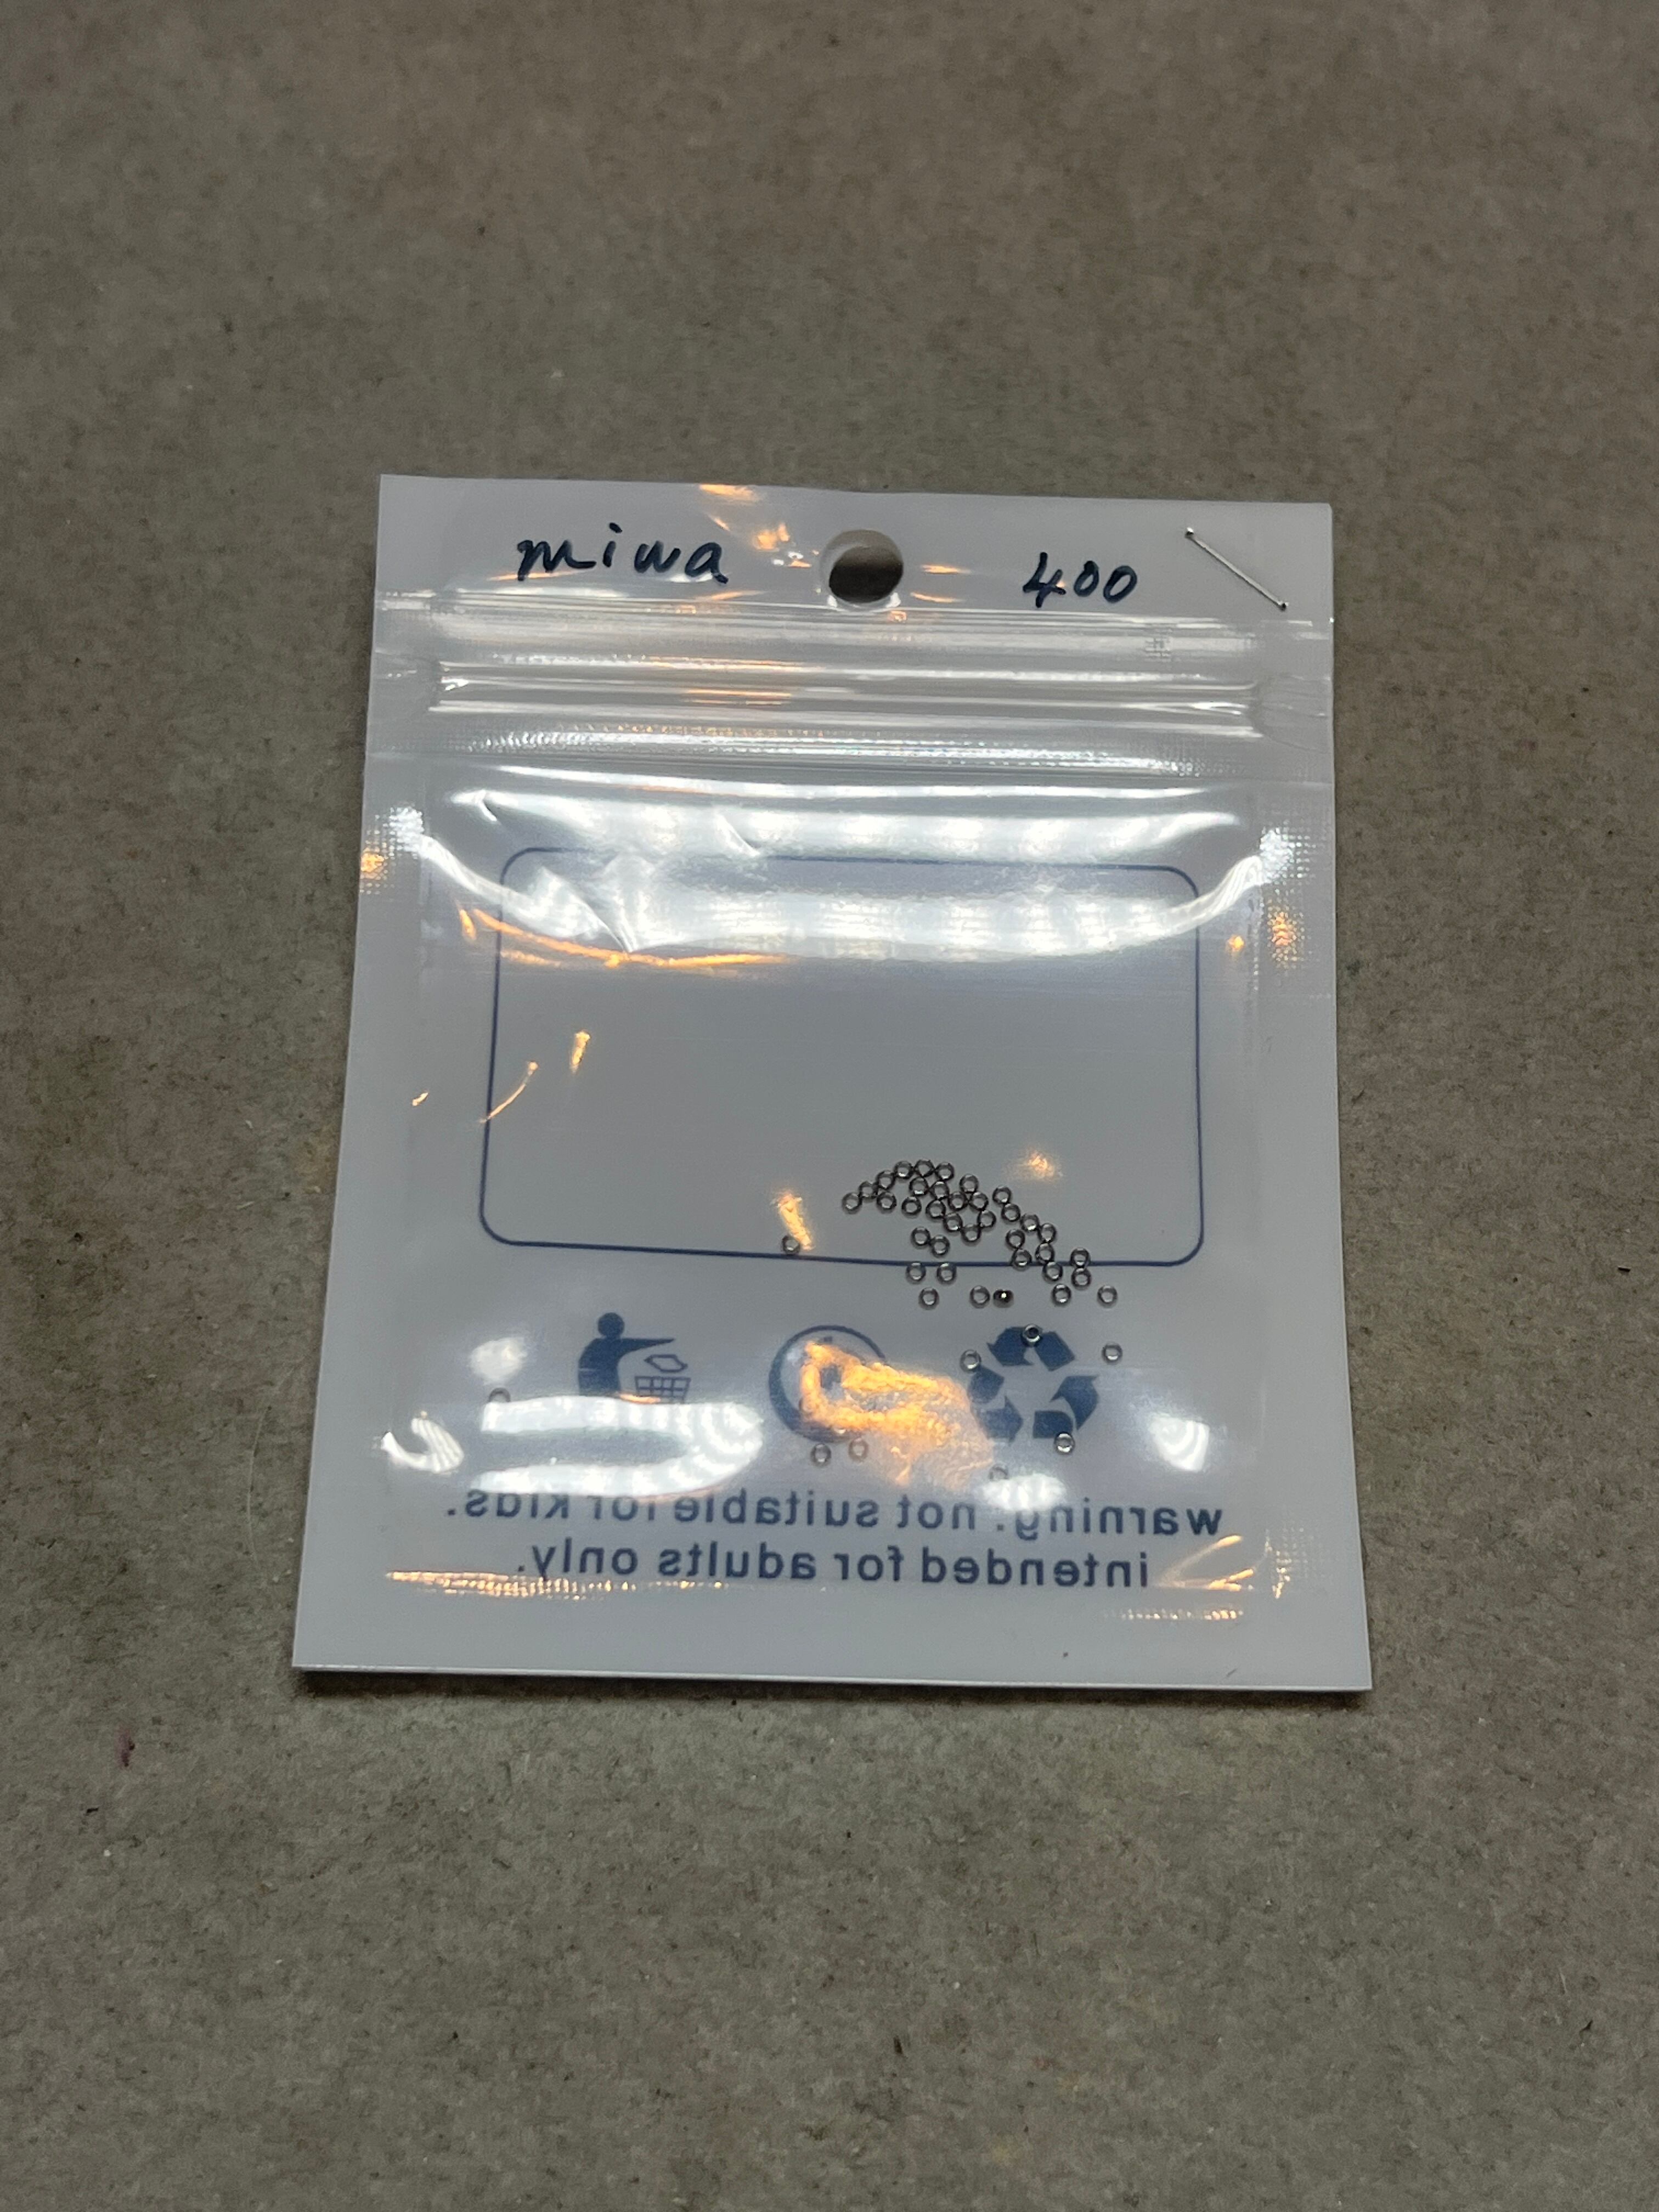 miwa 400
warning: not suitable for kids.
intended for adults only.